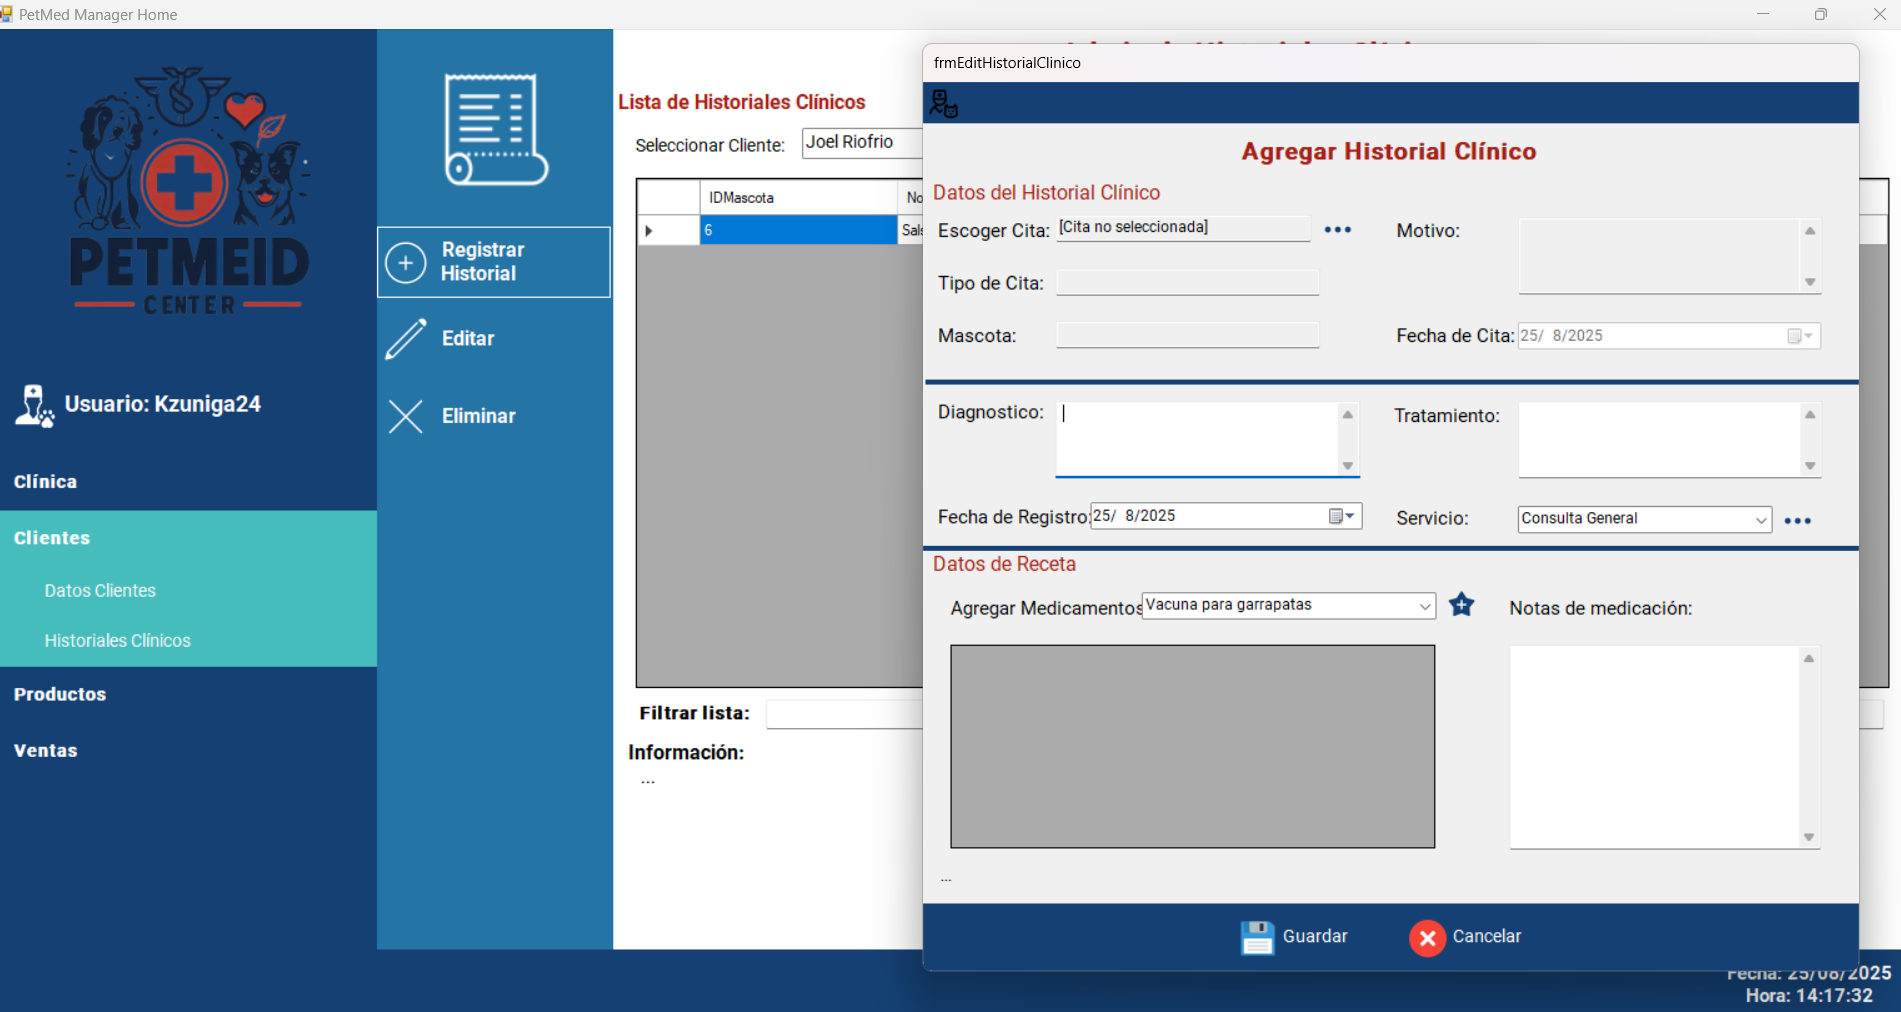 PetMed Manager Home
PETMEID
CENTER
Usuario: Kzuniga24
Clínica
Clientes
Datos Clientes
Historiales Clínicos
Productos
Ventas
Registrar
Historial
Editar
Eliminar
Lista de Historiales Clínicos
Seleccionar Cliente: Joel Riofrio
IDMascota
6
Filtrar lista:
Información:
...
frmEditHistorialClinico
Agregar Historial Clínico
Datos del Historial Clínico
Escoger Cita: [Cita no seleccionada] ••• Motivo:
Tipo de Cita:
Mascota: Fecha de Cita: 25/ 8/2025
Diagnostico: Tratamiento:
Fecha de Registro: 25/ 8/2025 Servicio: Consulta General •••
Datos de Receta
Agregar Medicamentos Vacuna para garrapatas Notas de medicación:
...
Guardar Cancelar
Fecha: 25/08/2025
Hora: 14:17:32